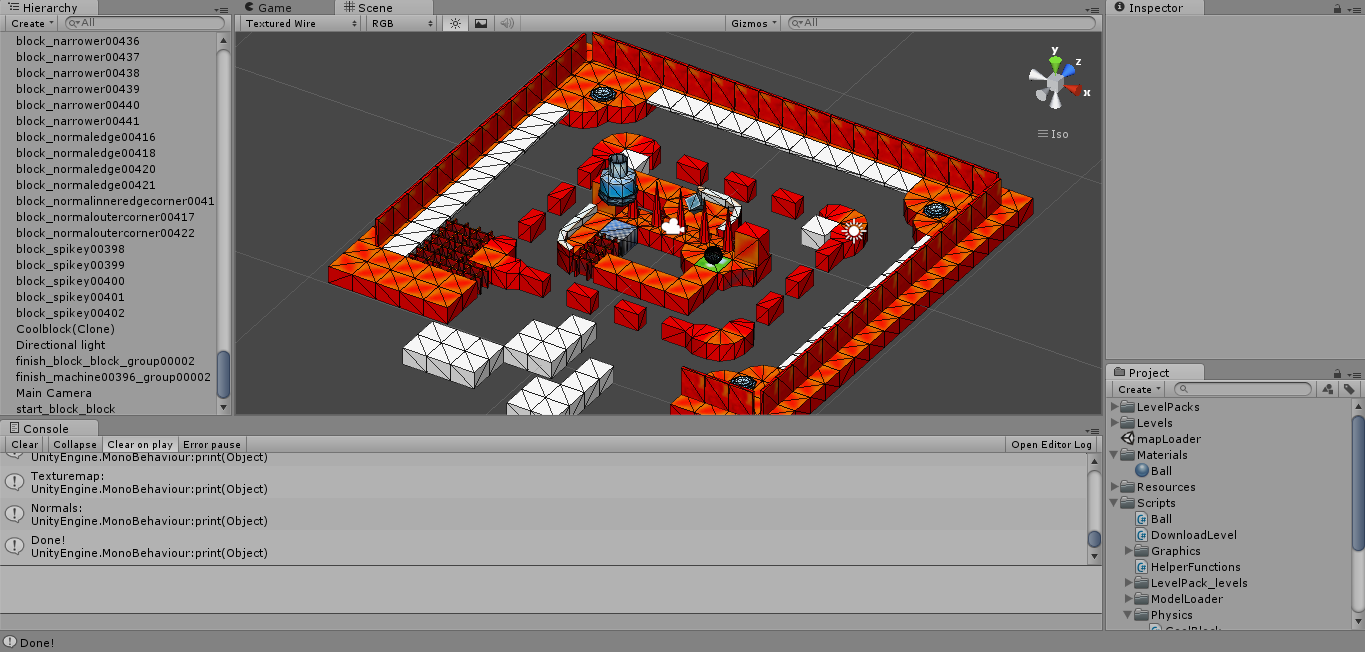 Hierarchy
Create
All
block_narrower00436
block_narrower00437
block_narrower00438
block_narrower00439
block_narrower00440
block_narrower00441
block_normaledge00416
block_normaledge00418
block_normaledge00420
block_normaledge00421
block_normalinneredgecorner0041
block_normaloutercorner00417
block_normaloutercorner00422
block_spikey00398
block_spikey00399
block_spikey00400
block_spikey00401
block_spikey00402
Coolblock(Clone)
Directional light
finish_block_block_group00002
finish_machine00396_group00002
Main Camera
start_block_block
Game
Scene
Textured Wire
RGB
Gizmos
All
y
z
x
Iso
Inspector
Console
Clear
Collapse
Clear on play
Error pause
Open Editor Log
UnityEngine.MonoBehaviour:print(Object)
Texturemap:
UnityEngine.MonoBehaviour:print(Object)
Normals:
UnityEngine.MonoBehaviour:print(Object)
Done!
UnityEngine.MonoBehaviour:print(Object)
Project
Create
LevelPacks
Levels
mapLoader
Materials
Ball
Resources
Scripts
Ball
DownloadLevel
Graphics
HelperFunctions
LevelPack_levels
ModelLoader
Physics
CoolBlock
Done!